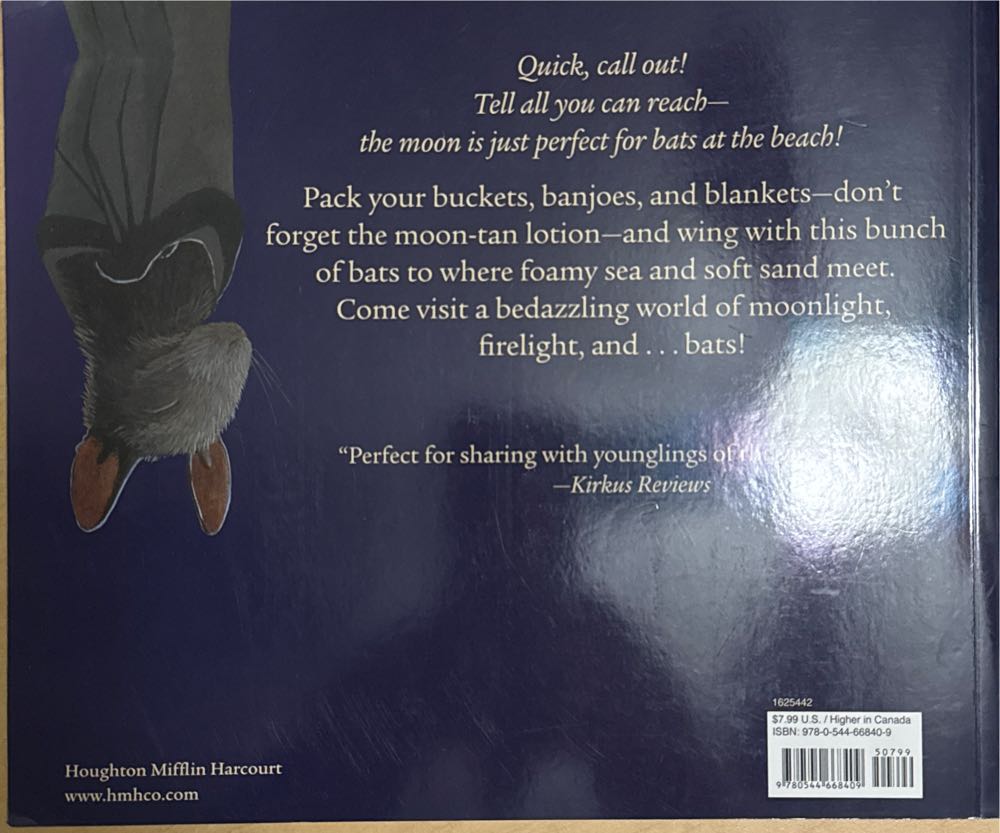 Quick, call out!
Tell all you can reach—
the moon is just perfect for bats at the beach!
Pack your buckets, banjoes, and blankets—don't
forget the moon-tan lotion—and wing with this bunch
of bats to where foamy sea and soft sand meet.
Come visit a bedazzling world of moonlight,
firelight, and . . . bats!
“Perfect for sharing with younglings of
—Kirkus Reviews
1625442
$7.99 U.S. / Higher in Canada
ISBN: 978-0-544-66840-9
50799
9 780544 668409
Houghton Mifflin Harcourt
www.hmhco.com